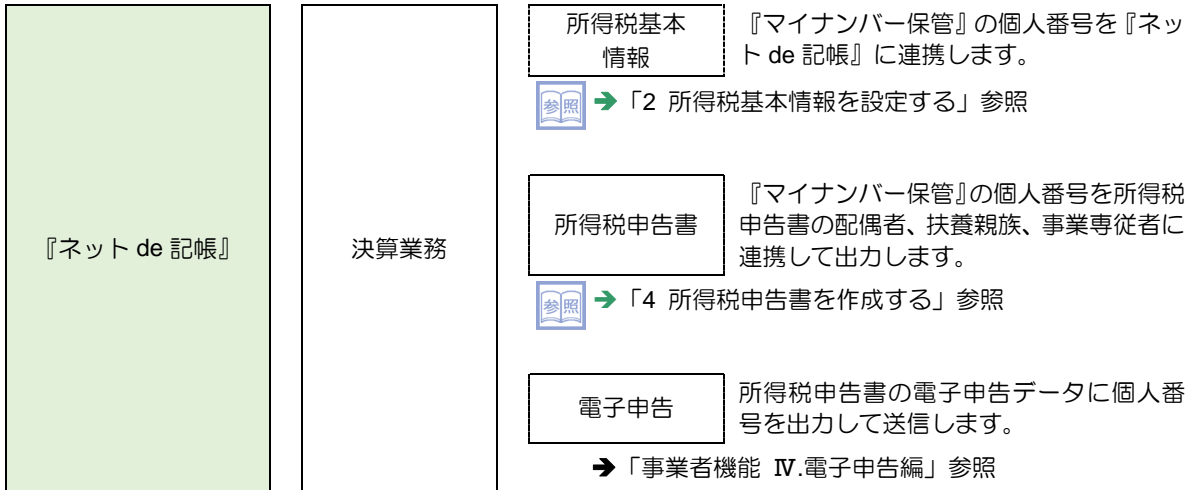 『ネット de 記帳』
決算業務
所得税基本
情報
『マイナンバー保管』の個人番号を『ネッ
ト de 記帳』に連携します。
参照 ➔「2 所得税基本情報を設定する」参照
所得税申告書
『マイナンバー保管』の個人番号を所得税
申告書の配偶者、扶養親族、事業専従者に
連携して出力します。
参照 ➔「4 所得税申告書を作成する」参照
電子申告
所得税申告書の電子申告データに個人番
号を出力して送信します。
➔「事業者機能 Ⅳ.電子申告編」参照